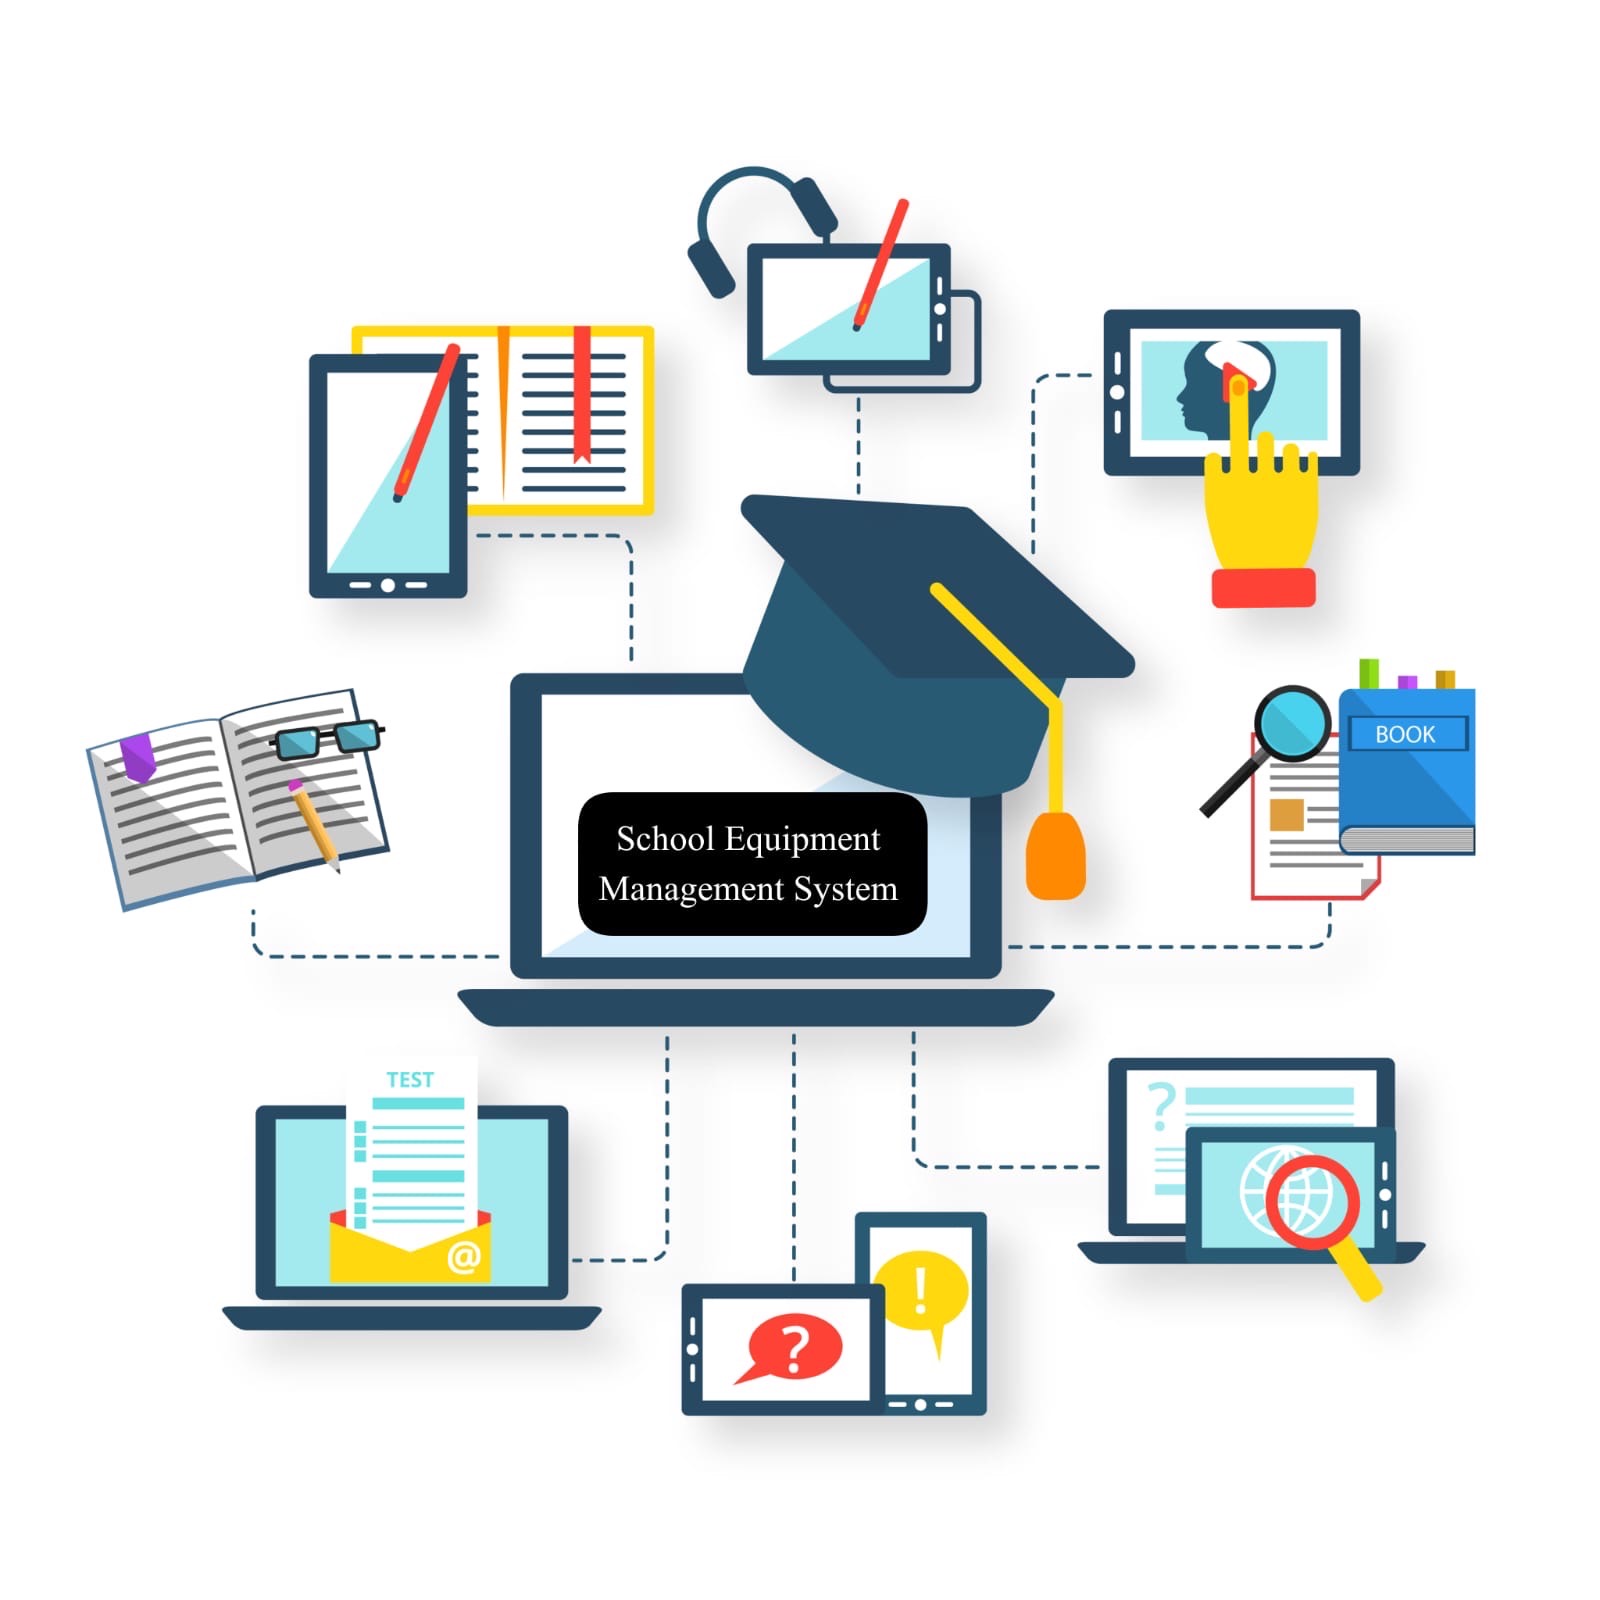 BOOK
School Equipment
Management System
TEST
@
?
?
!